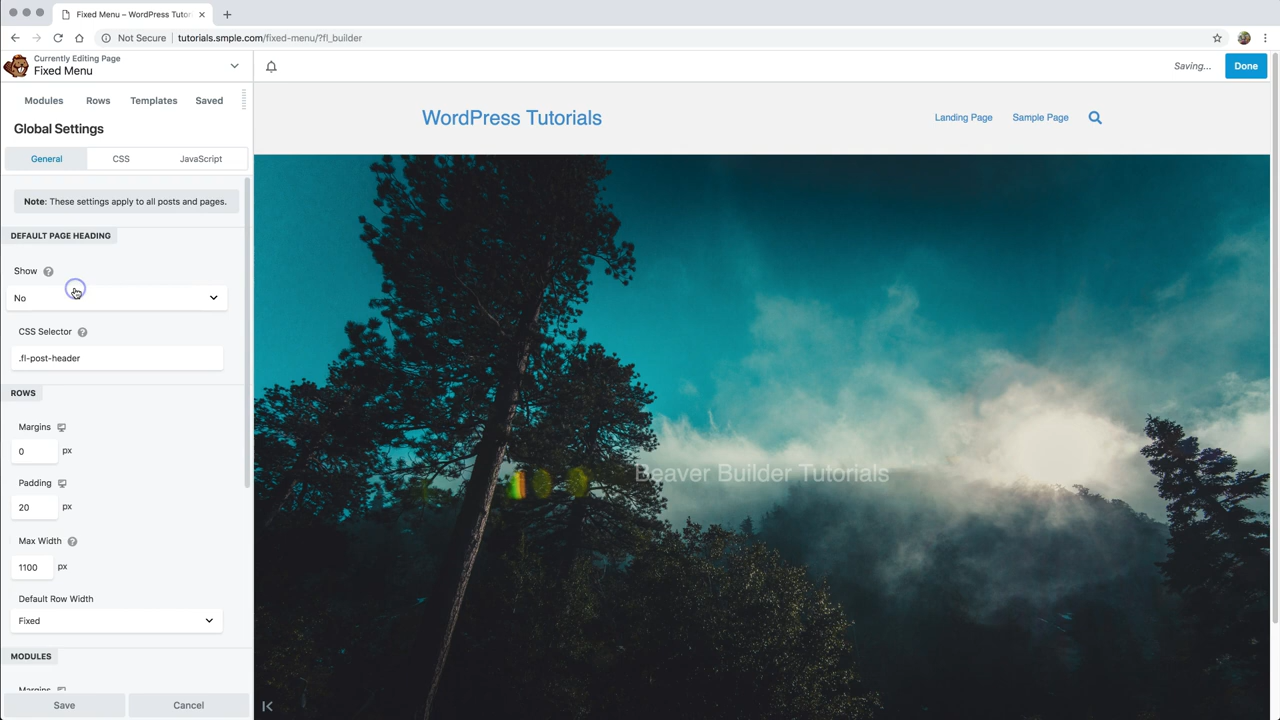 Fixed Menu – WordPress Tutor
Not Secure
tutorials.smple.com/fixed-menu/?fl_builder
Currently Editing Page
Fixed Menu
Saving...
Done
Modules
Rows
Templates
Saved
Global Settings
General
CSS
JavaScript
Note: These settings apply to all posts and pages.
DEFAULT PAGE HEADING
Show
No
CSS Selector
.fl-post-header
ROWS
Margins
0 px
Padding
20 px
Max Width
1100 px
Default Row Width
Fixed
MODULES
Margins
Save
Cancel
WordPress Tutorials
Landing Page
Sample Page
Beaver Builder Tutorials